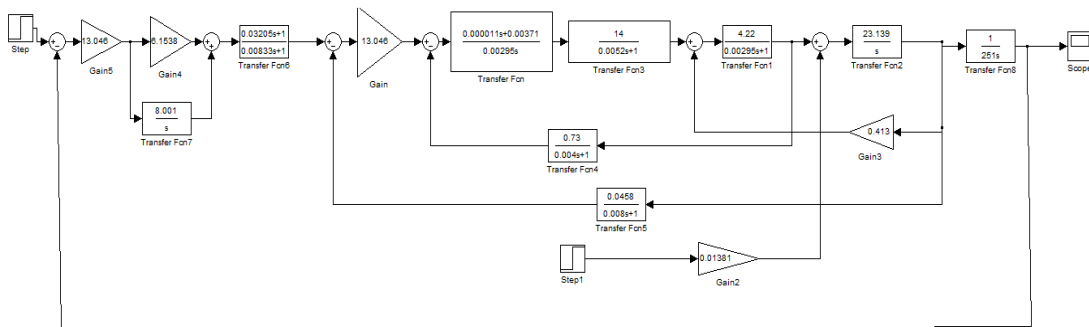 Step
13.046
Gain5
6.1538
Gain4
8.001
s
Transfer Fcn7
0.03205s+1
0.00833s+1
Transfer Fcn6
13.046
Gain
0.000011s+0.00371
0.00295s
Transfer Fcn
14
0.0052s+1
Transfer Fcn3
4.22
0.00295s+1
Transfer Fcn1
23.139
s
Transfer Fcn2
1
251s
Transfer Fcn8
Scope
0.413
Gain3
0.73
0.004s+1
Transfer Fcn4
0.0458
0.008s+1
Transfer Fcn5
Step1
0.01381
Gain2